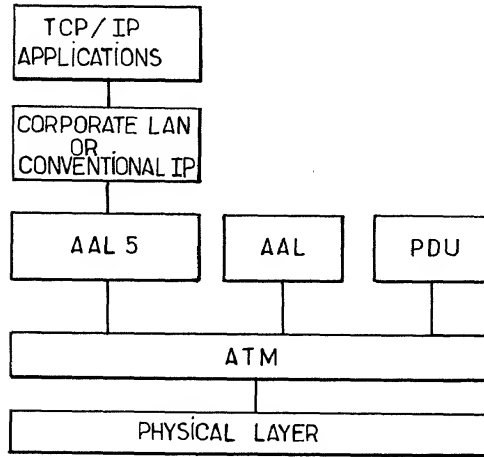 TCP/IP
APPLICATIONS
CORPORATE LAN
OR
CONVENTIONAL IP
AAL 5
AAL
PDU
ATM
PHYSICAL LAYER